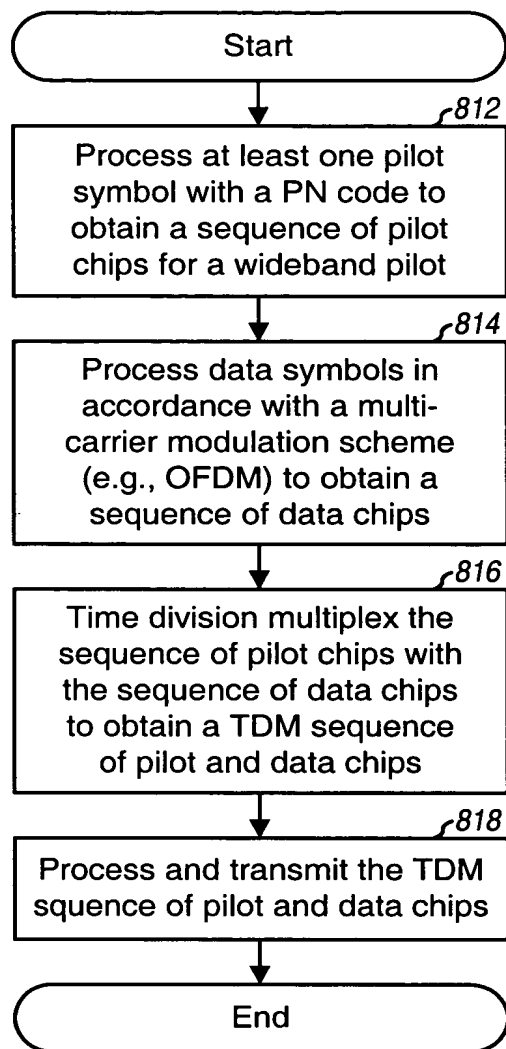 Start
812
Process at least one pilot
symbol with a PN code to
obtain a sequence of pilot
chips for a wideband pilot
814
Process data symbols in
accordance with a multi-
carrier modulation scheme
(e.g., OFDM) to obtain a
sequence of data chips
816
Time division multiplex the
sequence of pilot chips with
the sequence of data chips
to obtain a TDM sequence
of pilot and data chips
818
Process and transmit the TDM
squence of pilot and data chips
End